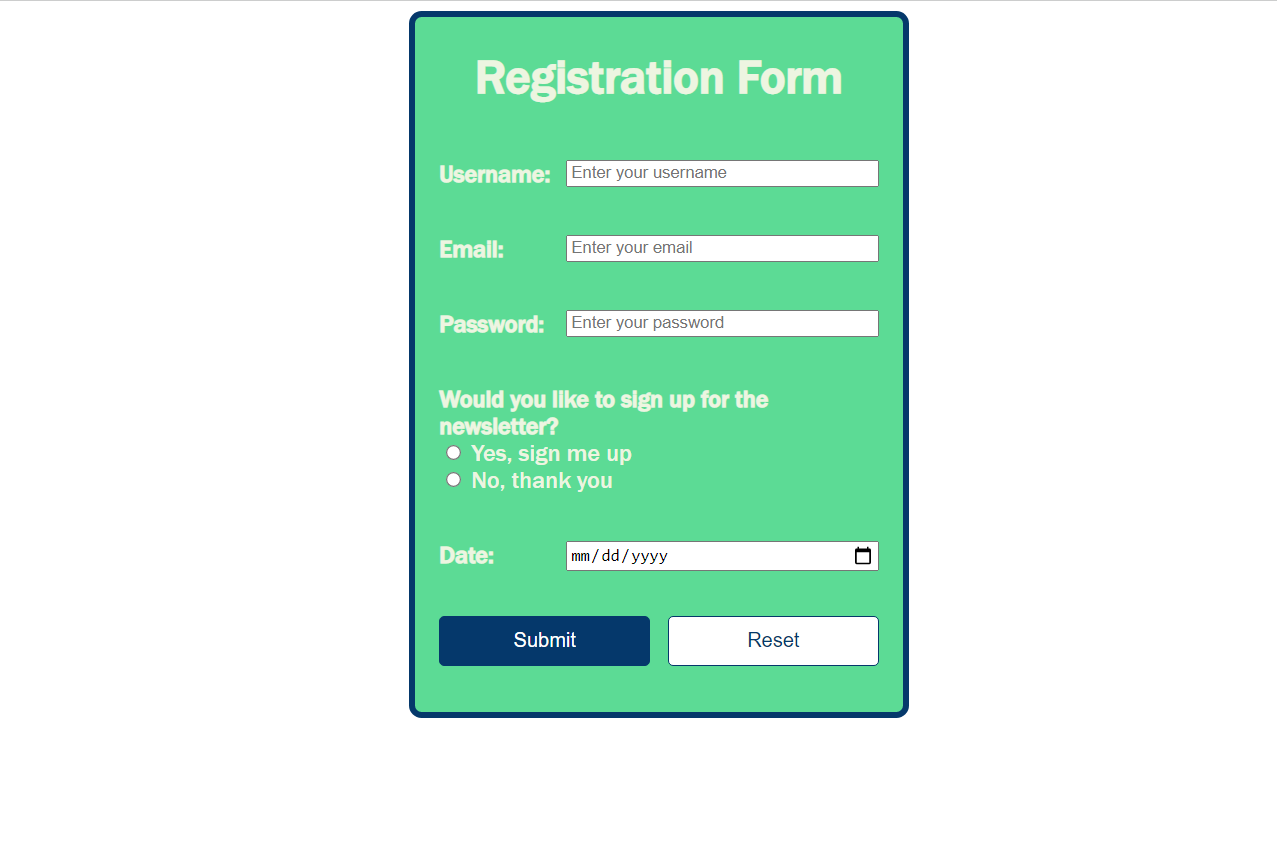 Registration Form
Username: Enter your username
Email: Enter your email
Password: Enter your password
Would you like to sign up for the
newsletter?
Yes, sign me up
No, thank you
Date: mm/dd/yyyy
Submit Reset